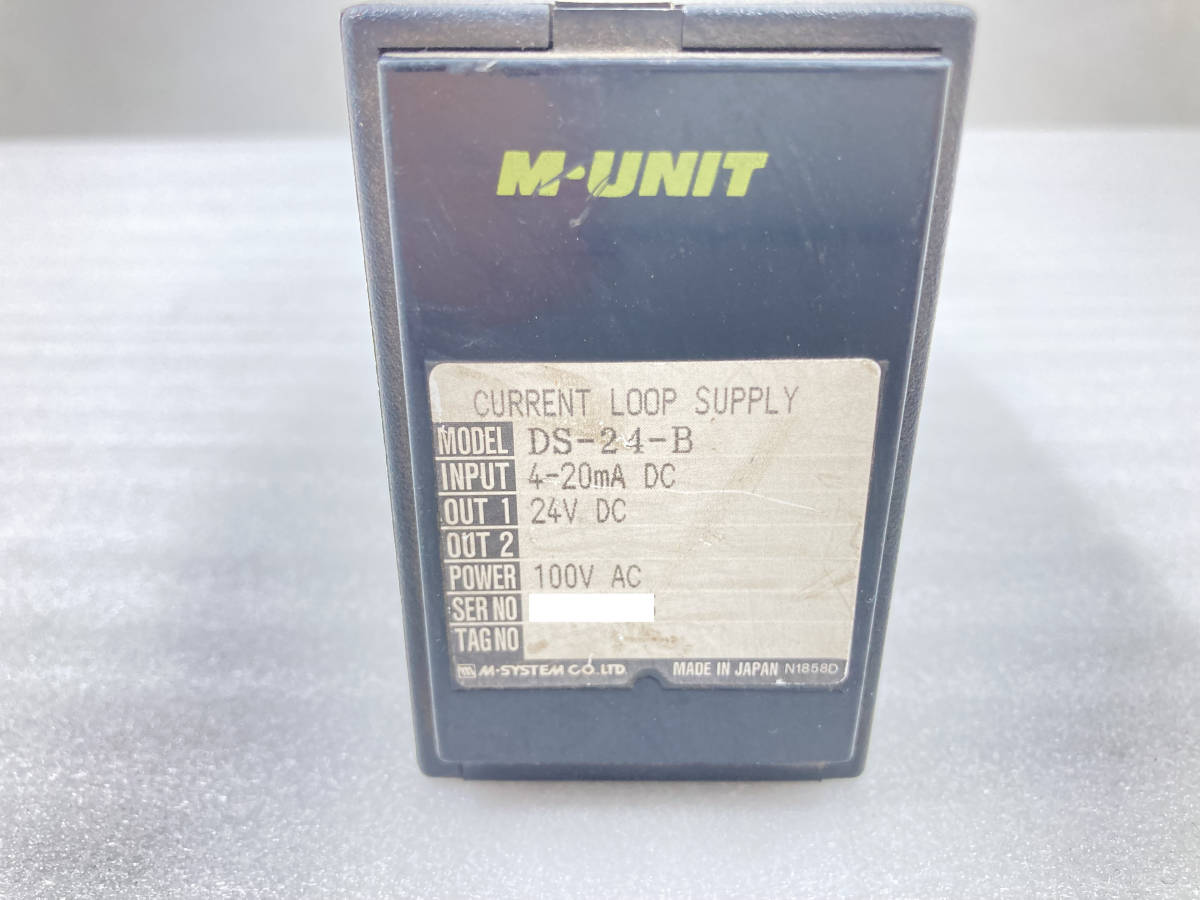 M·UNIT
CURRENT LOOP SUPPLY
MODEL DS-24-B
INPUT 4-20mA DC
OUT 1 24V DC
OUT 2
POWER 100V AC
SER NO
TAG NO
M-SYSTEM CO.,LTD. MADE IN JAPAN N1858D